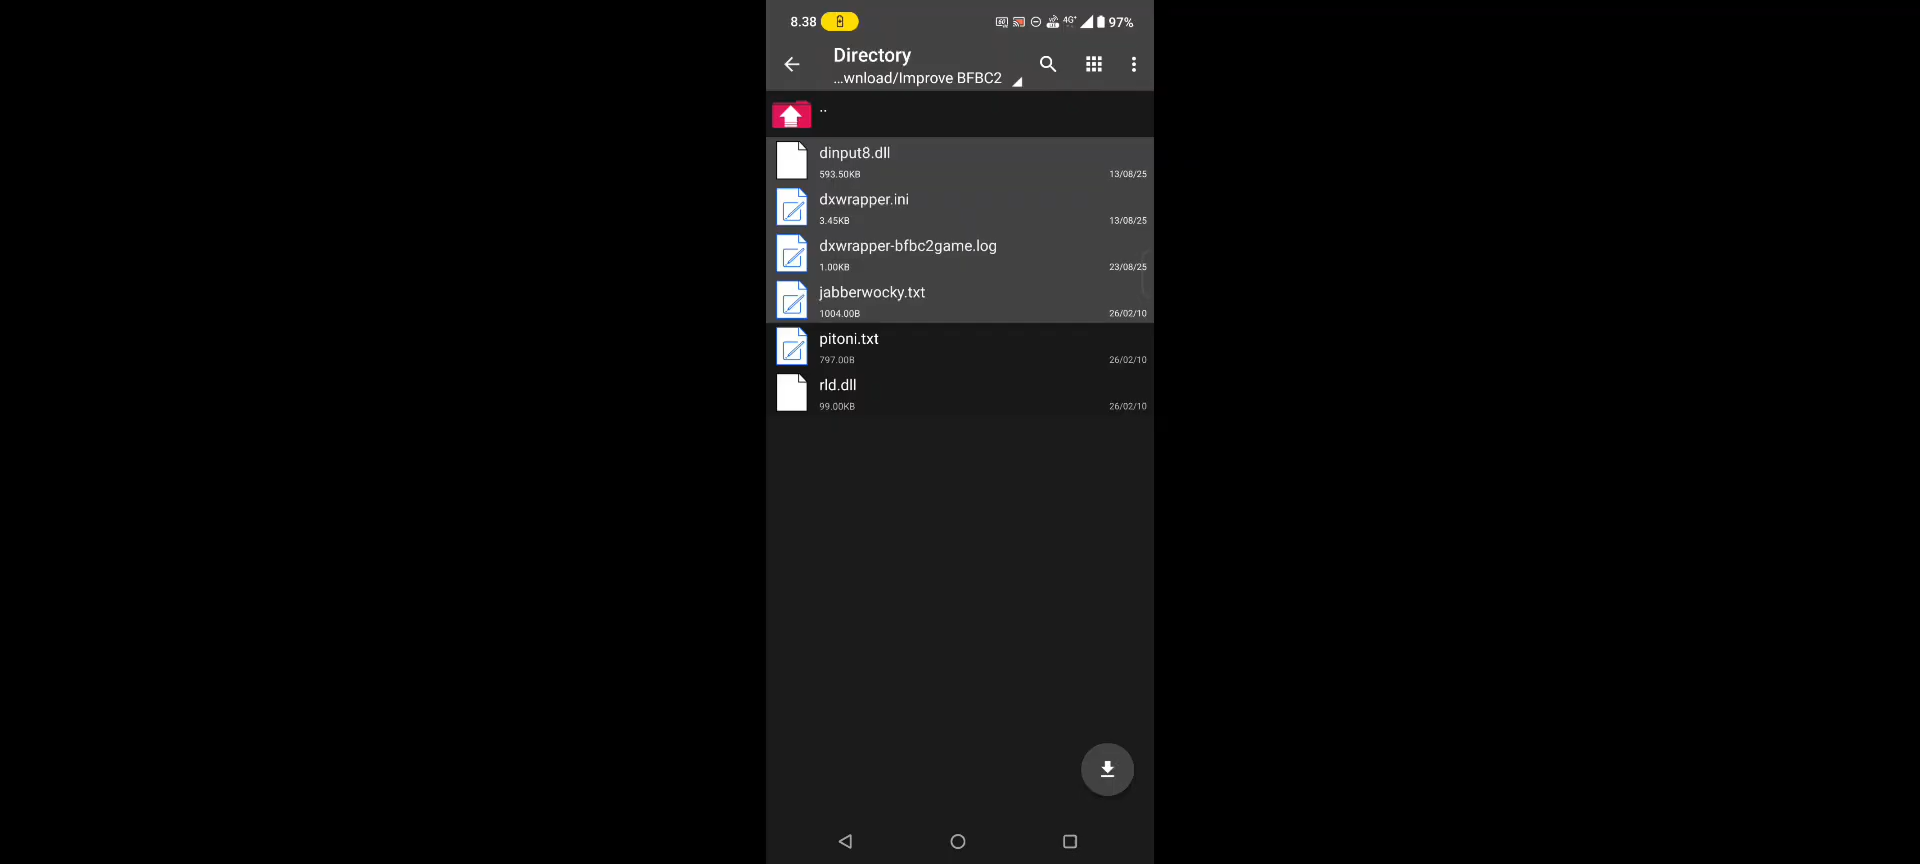 8.38
4G+
97%
Directory
...wnload/Improve BFBC2
..
dinput8.dll
593.50KB
13/08/25
dxwrapper.ini
3.45KB
13/08/25
dxwrapper-bfbc2game.log
1.00KB
23/08/25
jabberwocky.txt
1004.00B
26/02/10
pitoni.txt
797.00B
26/02/10
rld.dll
99.00KB
26/02/10